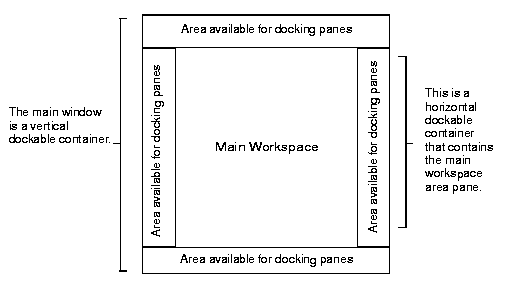 Area available for docking panes
The main window
is a vertical
dockable container.
Area available for docking panes
Main Workspace
Area available for docking panes
This is a
horizontal
dockable
container
that contains
the main
workspace
area pane.
Area available for docking panes